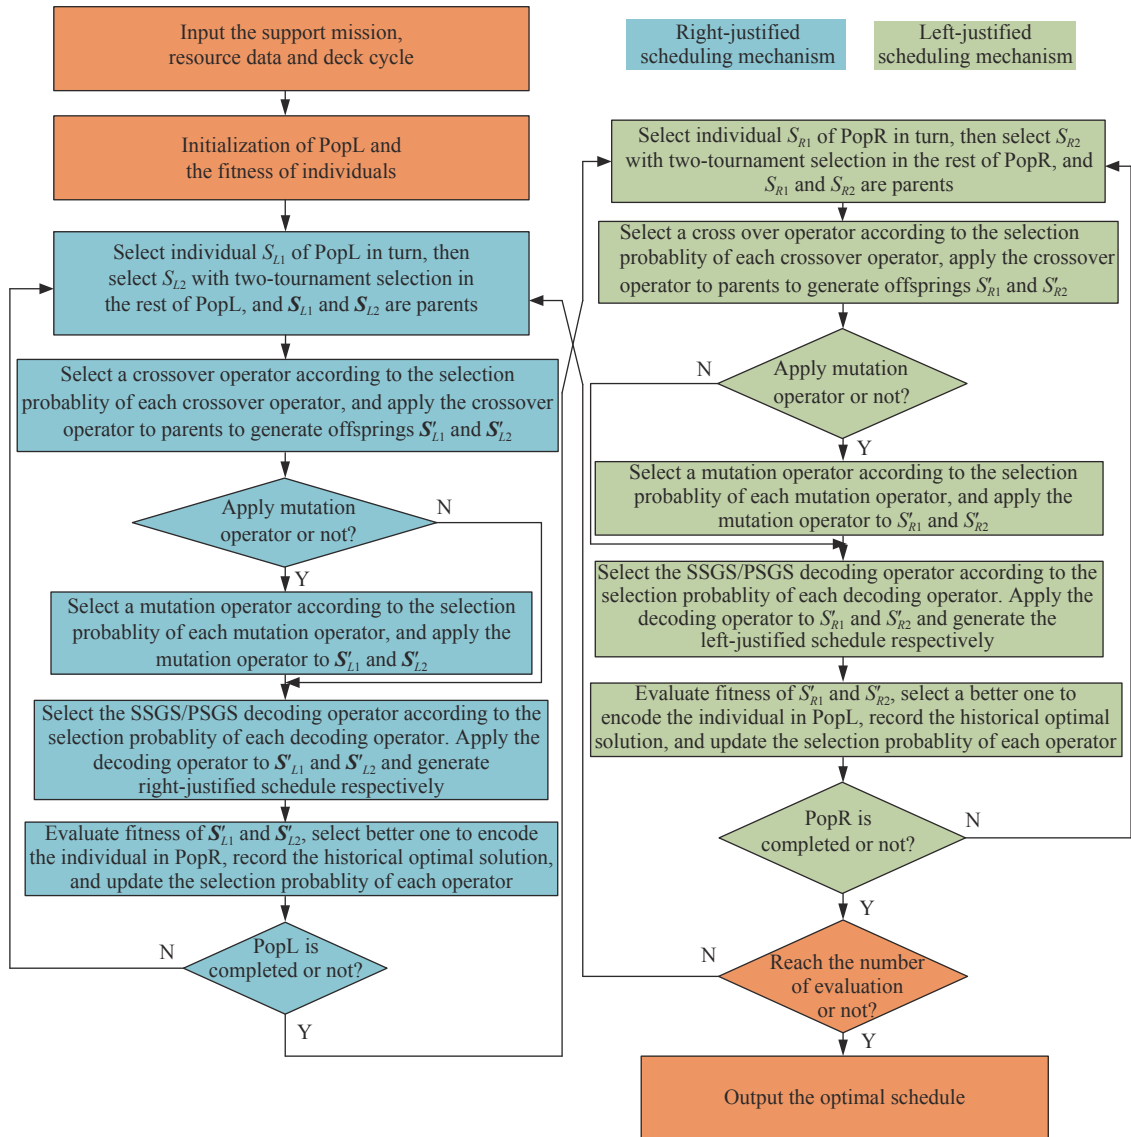 Input the support mission,
resource data and deck cycle
Initialization of PopL and
the fitness of individuals
Select individual S_L1 of PopL in turn, then
select S_L2 with two-tournament selection in
the rest of PopL, and S_L1 and S_L2 are parents
Select a crossover operator according to the selection
probablity of each crossover operator, and apply the crossover
operator to parents to generate offsprings S′_L1 and S′_L2
Apply mutation
operator or not?
N
Y
Select a mutation operator according to the selection
probablity of each mutation operator, and apply the
mutation operator to S′_L1 and S′_L2
Select the SSGS/PSGS decoding operator according to the
selection probablity of each decoding operator. Apply the
decoding operator to S′_L1 and S′_L2 and generate
right-justified schedule respectively
Evaluate fitness of S′_L1 and S′_L2, select better one to encode
the individual in PopR, record the historical optimal solution,
and update the selection probablity of each operator
N
PopL is
completed or not?
Y
Right-justified
scheduling mechanism
Left-justified
scheduling mechanism
Select individual S_R1 of PopR in turn, then select S_R2
with two-tournament selection in the rest of PopR, and
S_R1 and S_R2 are parents
Select a cross over operator according to the selection
probablity of each crossover operator, apply the crossover
operator to parents to generate offsprings S′_R1 and S′_R2
N
Apply mutation
operator or not?
Y
Select a mutation operator according to the selection
probablity of each mutation operator, and apply the
mutation operator to S′_R1 and S′_R2
Select the SSGS/PSGS decoding operator according to the
selection probablity of each decoding operator. Apply the
decoding operator to S′_R1 and S′_R2 and generate the
left-justified schedule respectively
Evaluate fitness of S′_R1 and S′_R2, select a better one to
encode the individual in PopL, record the historical optimal
solution, and update the selection probablity of each operator
PopR is
completed or not?
N
Y
N
Reach the number
of evaluation
or not?
Y
Output the optimal schedule